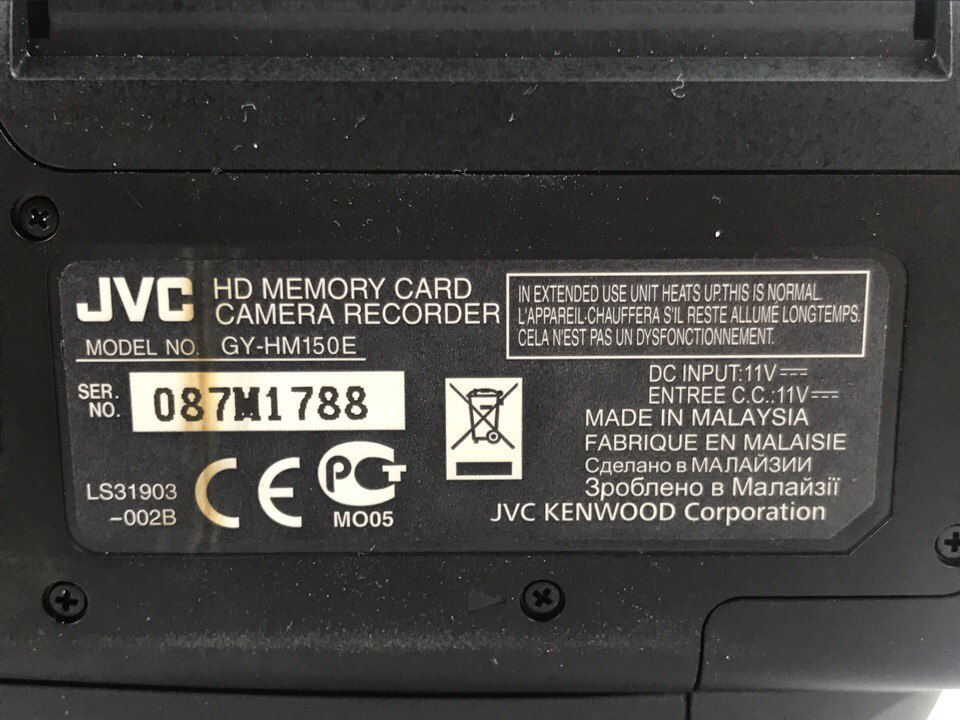 JVC HD MEMORY CARD
CAMERA RECORDER
MODEL NO. GY-HM150E
IN EXTENDED USE UNIT HEATS UP.THIS IS NORMAL.
L'APPAREIL CHAUFFERA S'IL RESTE ALLUMÉ LONGTEMPS.
CELA N'EST PAS UN DYSFONCTIONNEMENT.
SER.
NO. 087M1788
LS31903
-002B
CE
РСТ
MO05
DC INPUT:11V
ENTREE C.C.:11V
MADE IN MALAYSIA
FABRIQUE EN MALAISIE
Сделано в МАЛАЙЗИИ
Зроблено в Малайзії
JVC KENWOOD Corporation